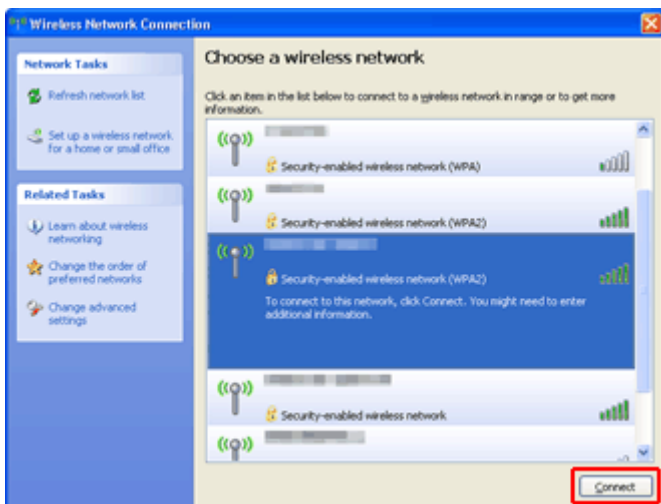 Wireless Network Connection
Network Tasks
Refresh network list
Set up a wireless network
for a home or small office
Related Tasks
Learn about wireless
networking
Change the order of
preferred networks
Change advanced
settings
Choose a wireless network
Click an item in the list below to connect to a wireless network in range or to get more
information.
Security-enabled wireless network (WPA)
Security-enabled wireless network (WPA2)
Security-enabled wireless network (WPA2)
To connect to this network, click Connect. You might need to enter
additional information.
Security-enabled wireless network
Connect